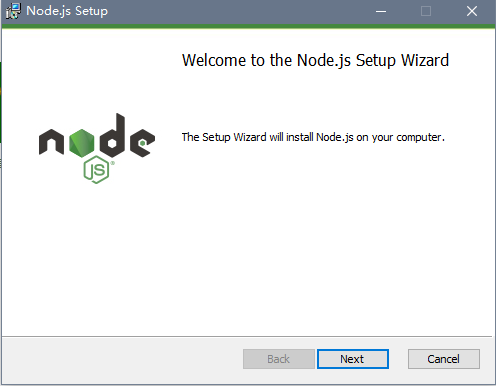 Node.js Setup
Welcome to the Node.js Setup Wizard
The Setup Wizard will install Node.js on your computer.
node
JS
Back
Next
Cancel